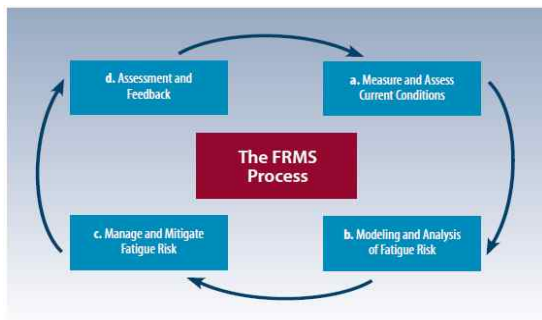 d. Assessment and
Feedback
a. Measure and Assess
Current Conditions
The FRMS
Process
c. Manage and Mitigate
Fatigue Risk
b. Modeling and Analysis
of Fatigue Risk